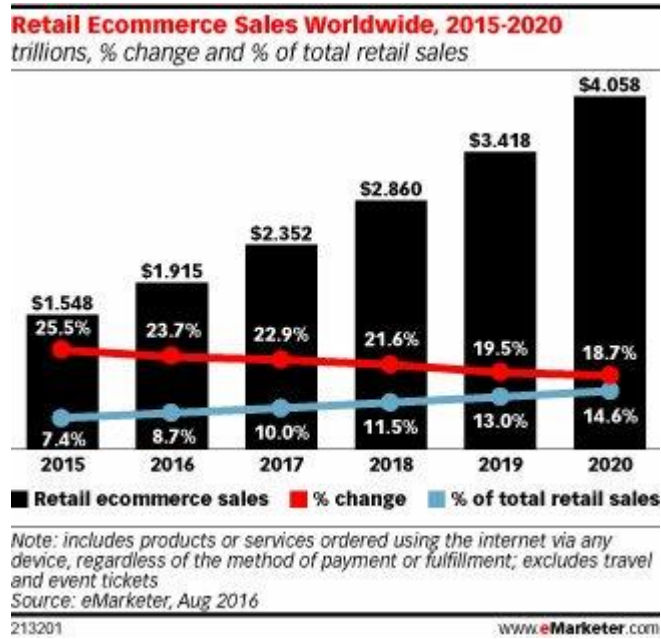 Retail Ecommerce Sales Worldwide, 2015-2020
trillions, % change and % of total retail sales
$4.058
$3.418
$2.860
$2.352
$1.915
$1.548
25.5% 23.7% 22.9% 21.6% 19.5% 18.7%
7.4% 8.7% 10.0% 11.5% 13.0% 14.6%
2015 2016 2017 2018 2019 2020
Retail ecommerce sales % change % of total retail sales
Note: includes products or services ordered using the internet via any
device, regardless of the method of payment or fulfillment; excludes travel
and event tickets
Source: eMarketer, Aug 2016
213201 www.eMarketer.com